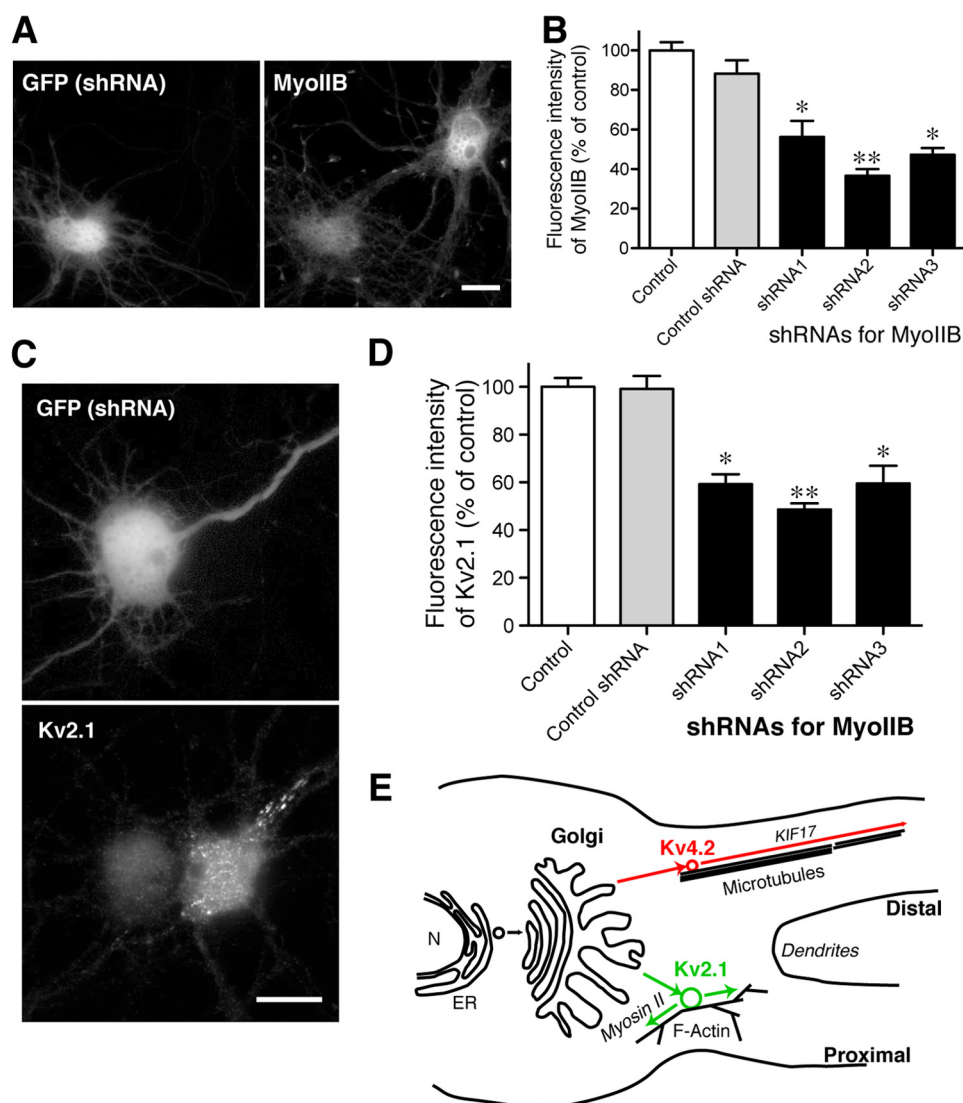 A
GFP (shRNA)
MyoIIB
B
Fluorescence intensity
of MyoIIB (% of control)
100
80
60
40
20
0
*
**
*
Control
Control shRNA
shRNA1
shRNA2
shRNA3
shRNAs for MyoIIB
C
GFP (shRNA)
Kv2.1
D
Fluorescence intensity
of Kv2.1 (% of control)
100
80
60
40
20
0
*
**
*
Control
Control shRNA
shRNA1
shRNA2
shRNA3
shRNAs for MyoIIB
E
Golgi
Kv4.2
KIF17
Microtubules
Distal
N
ER
Dendrites
Kv2.1
Myosin II
F-Actin
Proximal